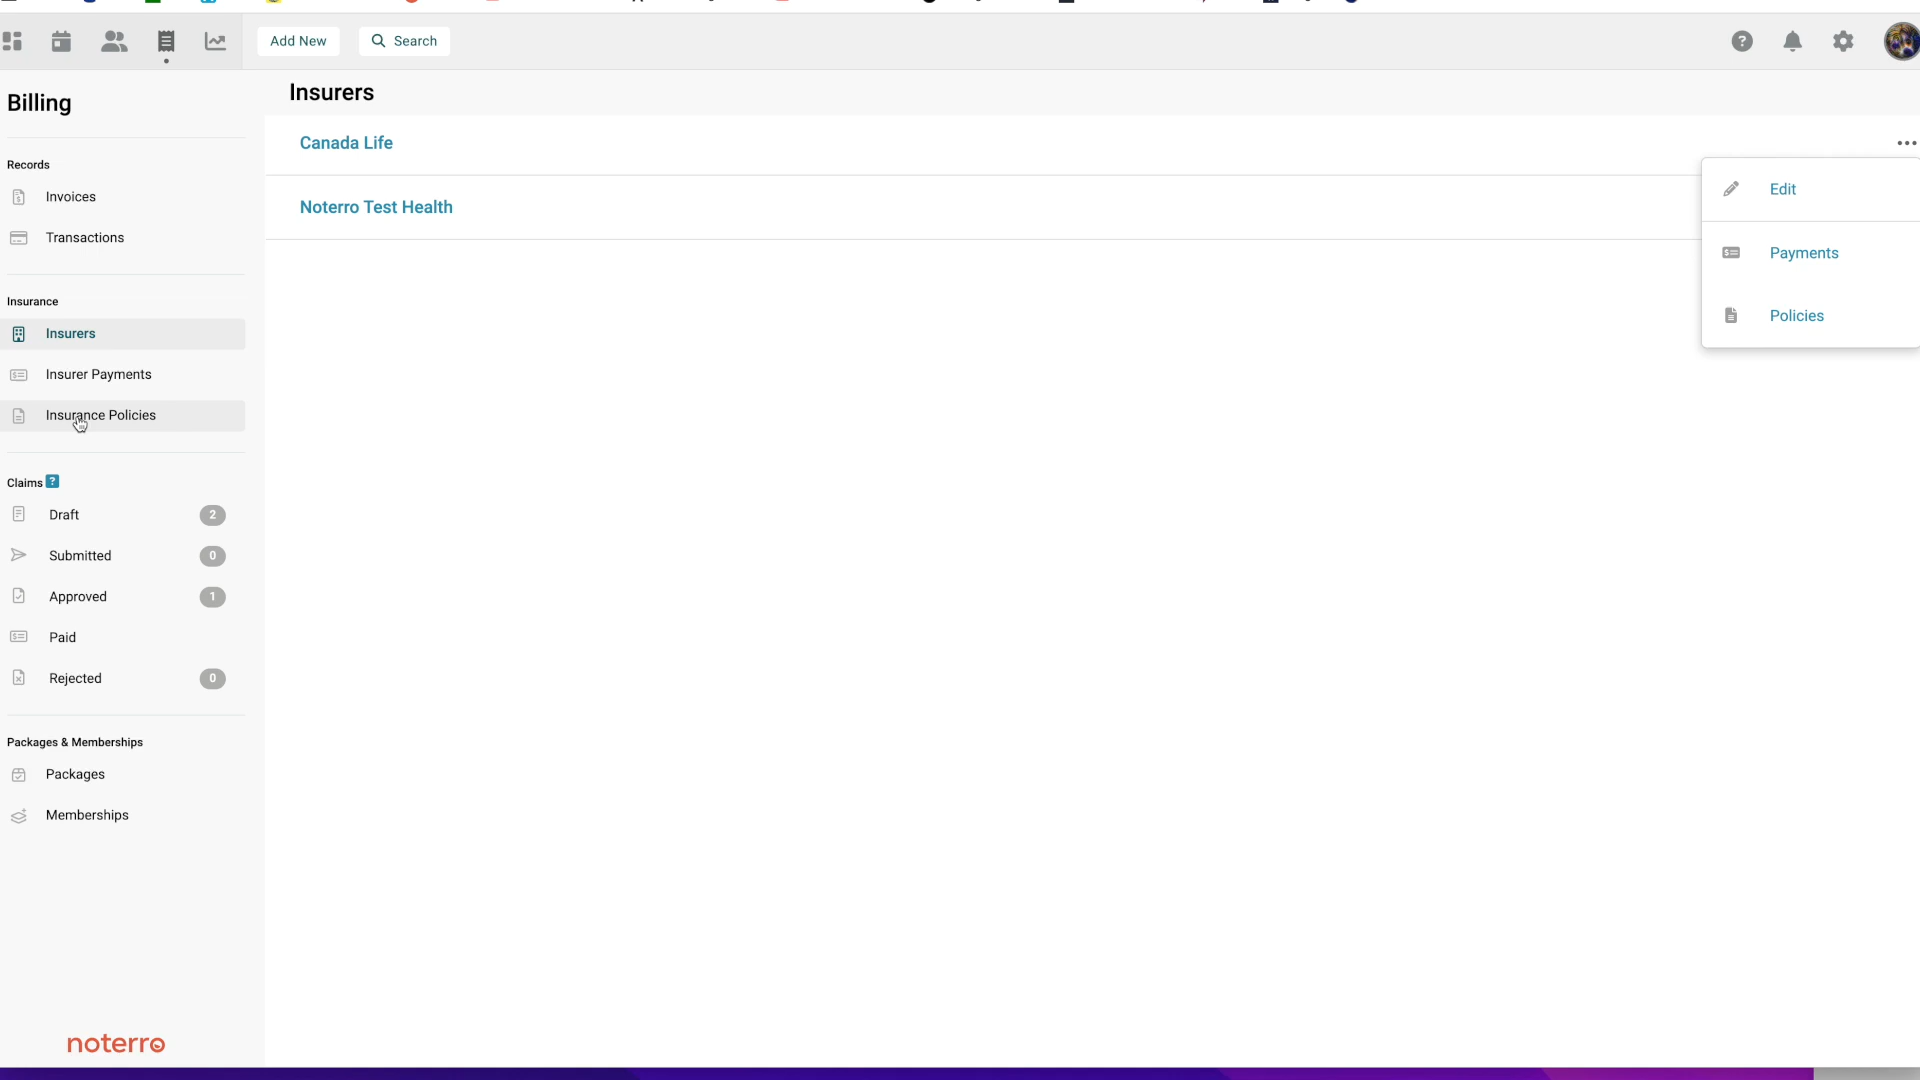 Add New
Search
?
Billing
Records
Invoices
Transactions
Insurance
Insurers
Insurer Payments
Insurance Policies
Claims ?
Draft 2
Submitted 0
Approved 1
Paid
Rejected 0
Packages & Memberships
Packages
Memberships
noterro
Insurers
Canada Life
Noterro Test Health
Edit
Payments
Policies